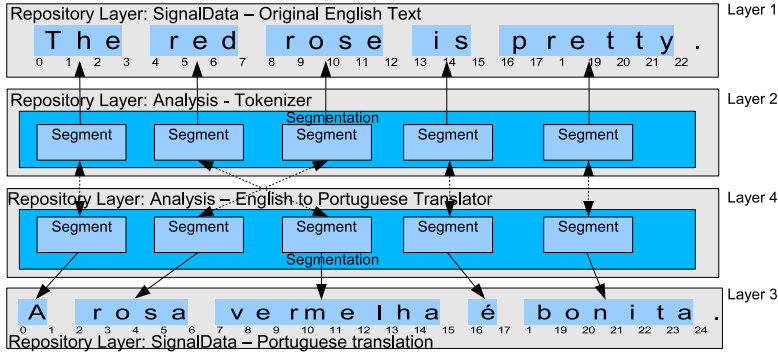 Repository Layer: SignalData – Original English Text
Layer 1
The red rose is pretty.
0 1 2 3 4 5 6 7 8 9 10 11 12 13 14 15 16 17 1 19 20 21 22
Repository Layer: Analysis - Tokenizer
Layer 2
Segmentation
Segment Segment Segment Segment Segment
Repository Layer: Analysis – English to Portuguese Translator
Layer 4
Segment Segment Segment Segment Segment
Segmentation
Layer 3
A rosa vermelha é bonita.
0 1 2 3 4 5 6 7 8 9 10 11 12 13 14 15 16 17 1 19 20 21 22 23 24
Repository Layer: SignalData – Portuguese translation